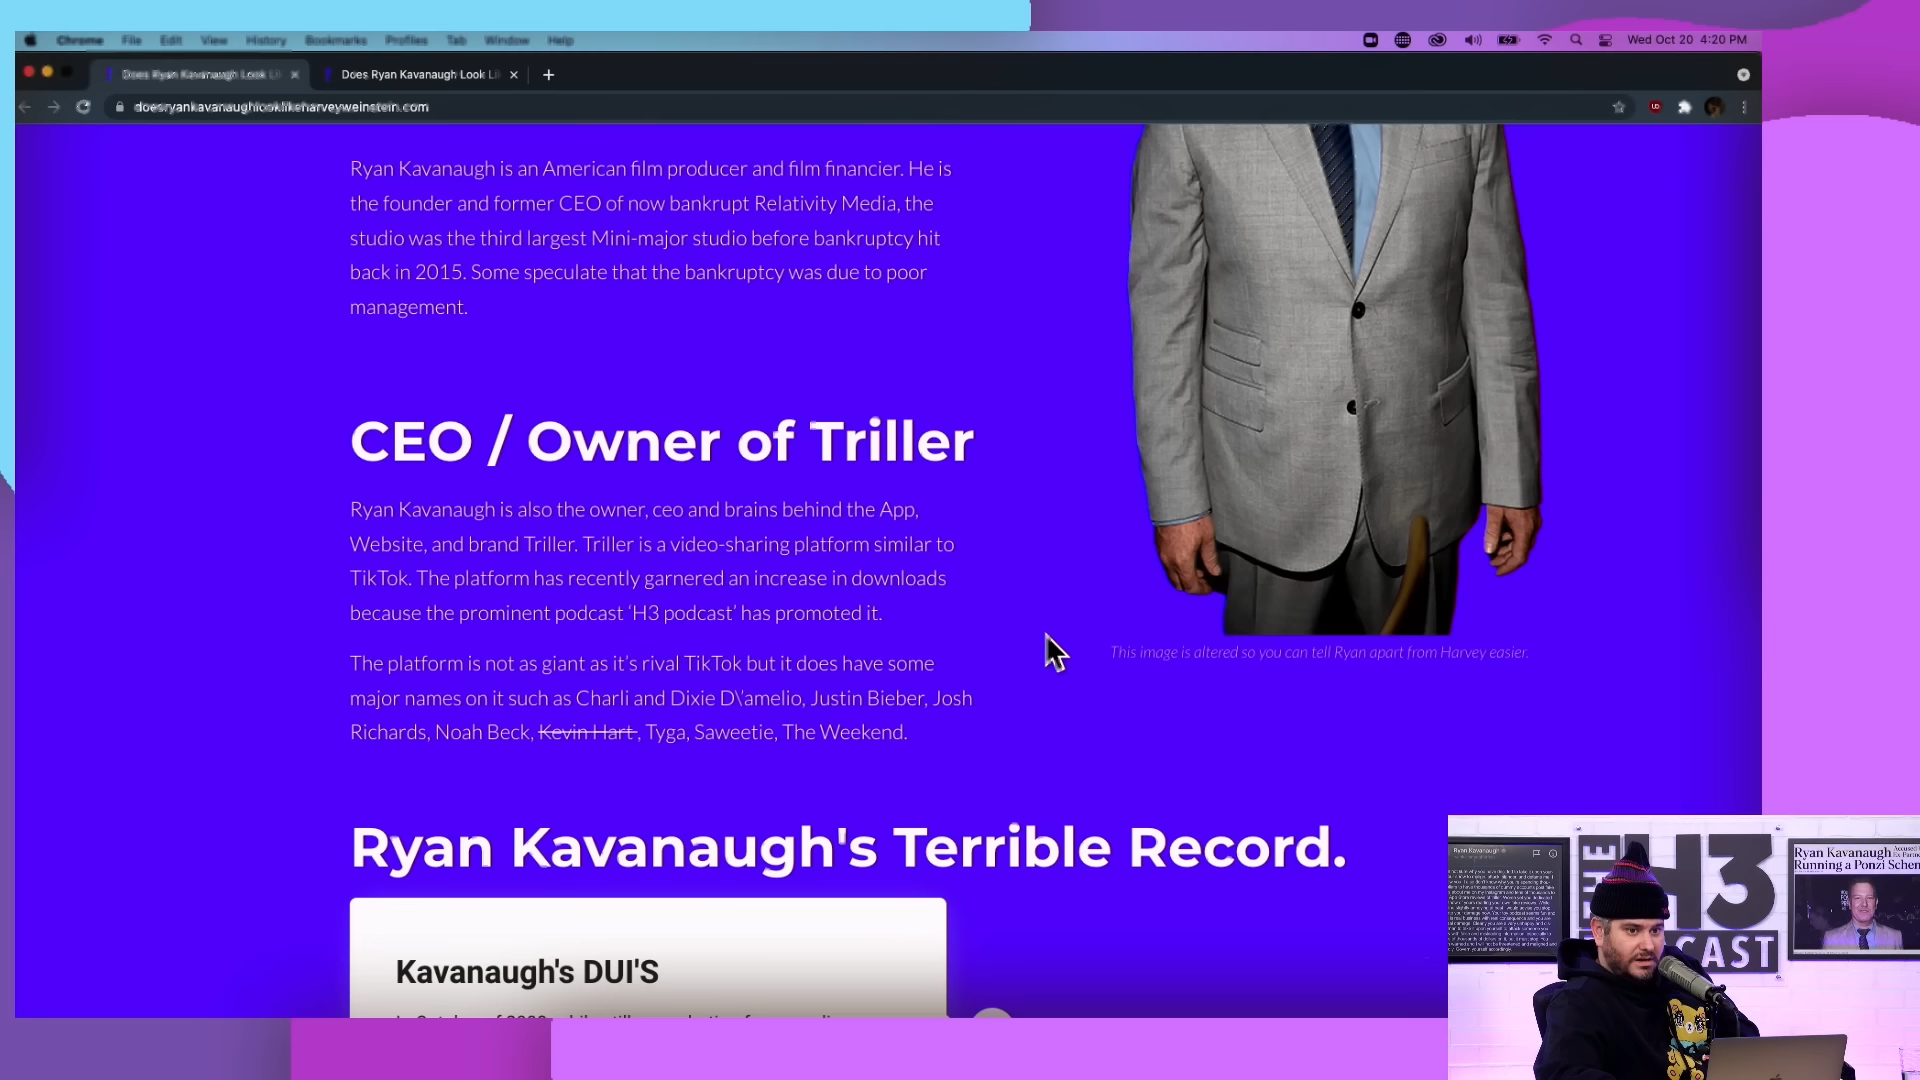 Chrome File Edit View History Bookmarks Profiles Tab Window Help
Wed Oct 20 4:20 PM
Does Ryan Kavanaugh Look Li
Does Ryan Kavanaugh Look Li
doesryankavanaughlooklikeharveyweinstein.com
Ryan Kavanaugh is an American film producer and film financier. He is
the founder and former CEO of now bankrupt Relativity Media, the
studio was the third largest Mini-major studio before bankruptcy hit
back in 2015. Some speculate that the bankruptcy was due to poor
management.
CEO / Owner of Triller
Ryan Kavanaugh is also the owner, ceo and brains behind the App,
Website, and brand Triller. Triller is a video-sharing platform similar to
TikTok. The platform has recently garnered an increase in downloads
because the prominent podcast ‘H3 podcast’ has promoted it.
The platform is not as giant as it’s rival TikTok but it does have some
major names on it such as Charli and Dixie D\’amelio, Justin Bieber, Josh
Richards, Noah Beck, Kevin Hart , Tyga, Saweetie, The Weekend.
This image is altered so you can tell Ryan apart from Harvey easier.
Ryan Kavanaugh's Terrible Record.
Kavanaugh's DUI'S
Ryan Kavanaugh
THE
H3
CAST
Ryan Kavanaugh Accused
Running a Ponzi Schem